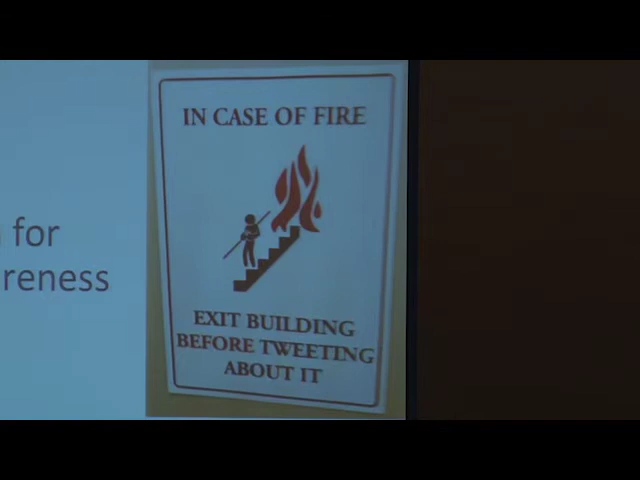 for
reness
IN CASE OF FIRE
EXIT BUILDING
BEFORE TWEETING
ABOUT IT